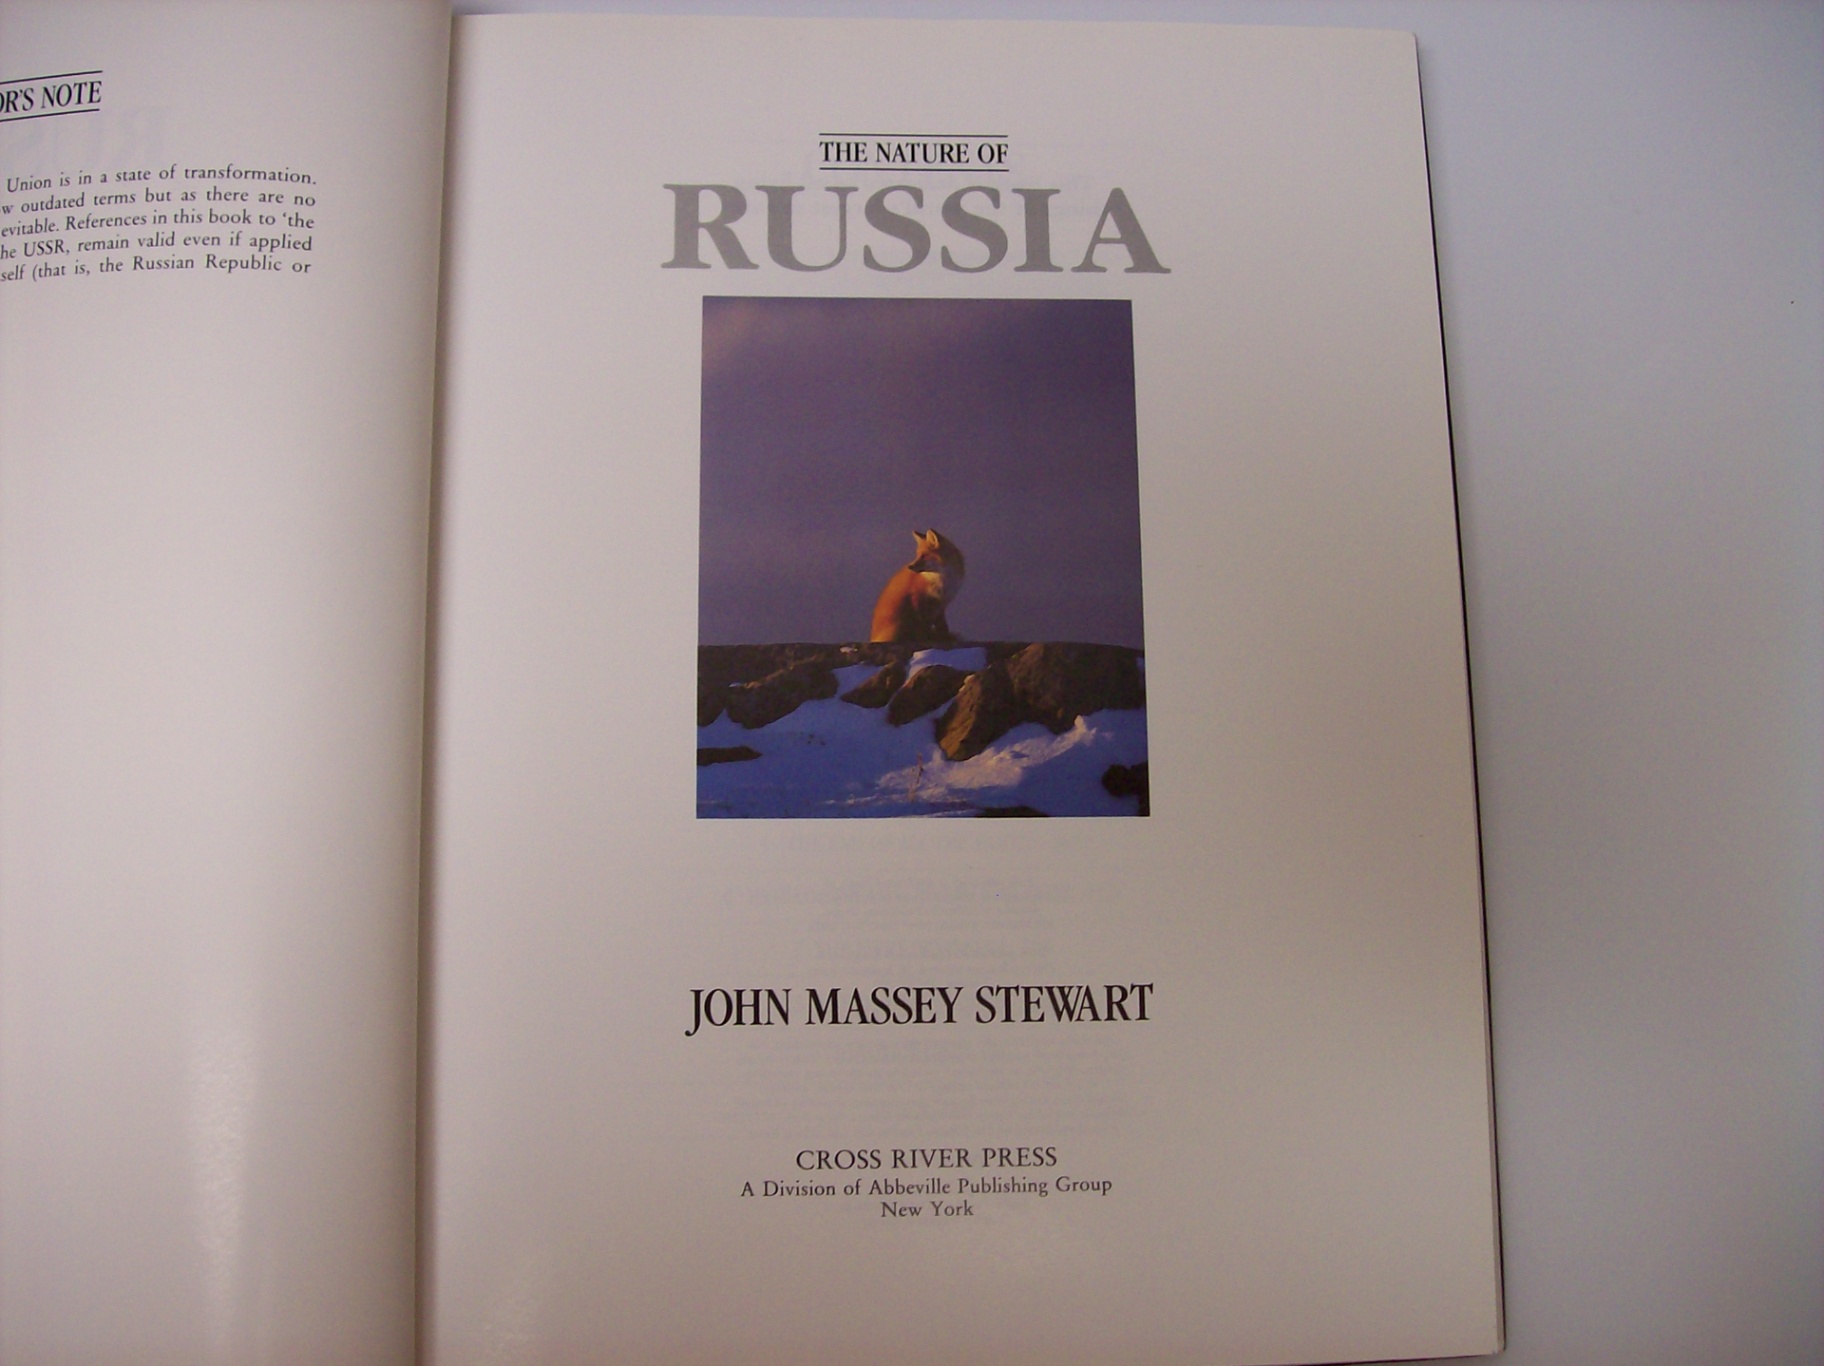 OR'S NOTE
Union is in a state of transformation.
w outdated terms but as there are no
evitable. References in this book to 'the
he USSR, remain valid even if applied
self (that is, the Russian Republic or
THE NATURE OF
RUSSIA
JOHN MASSEY STEWART
CROSS RIVER PRESS
A Division of Abbeville Publishing Group
New York